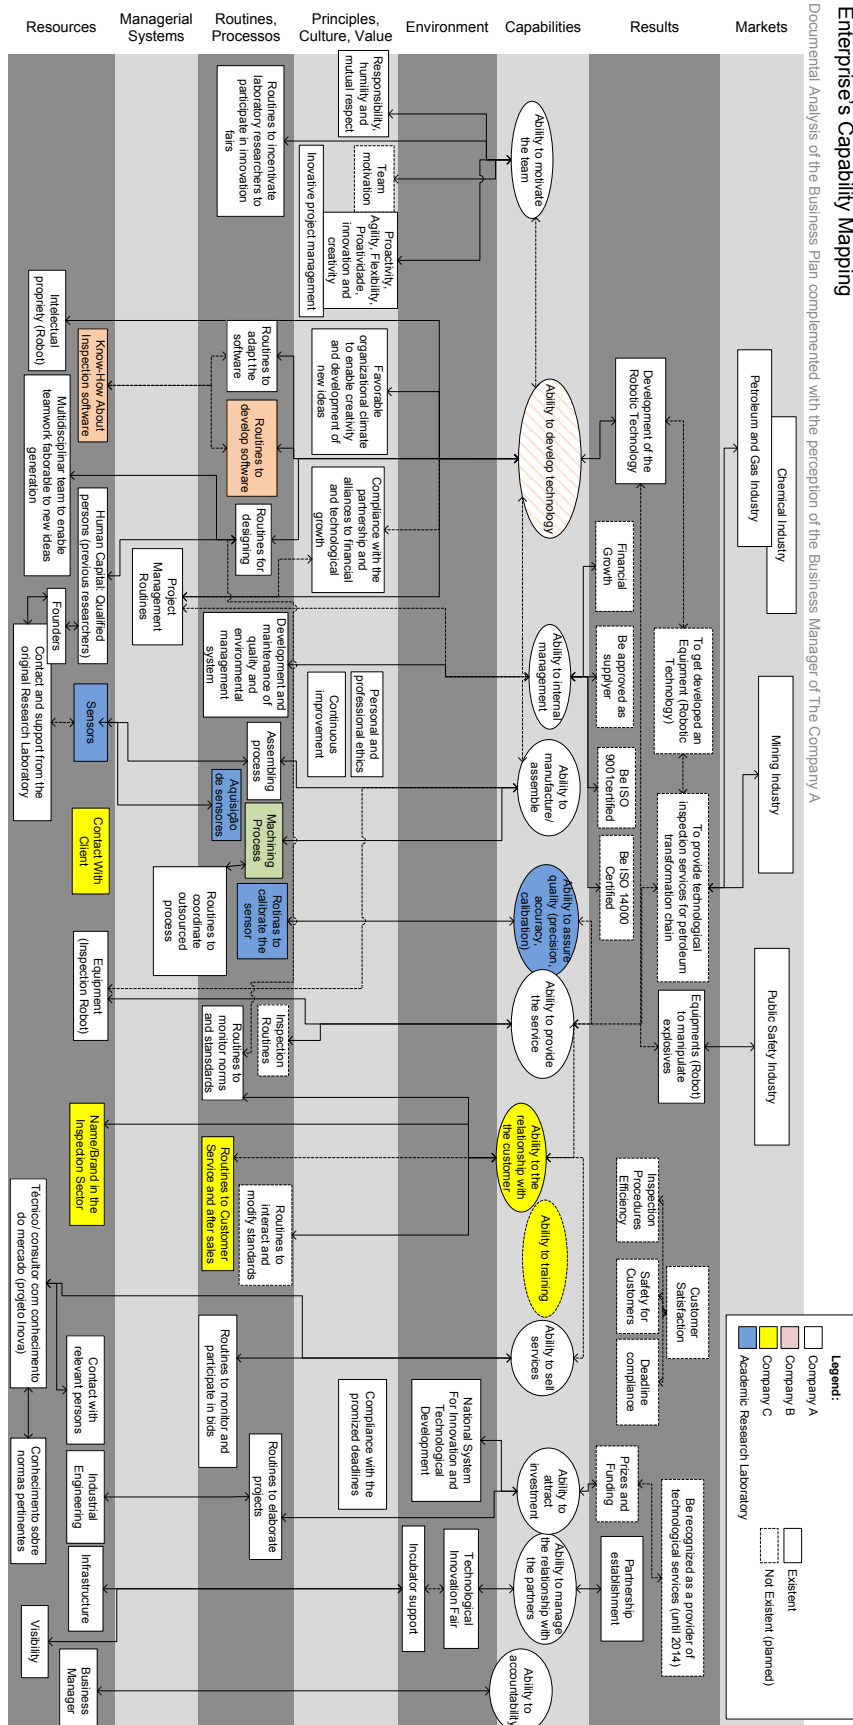 Enterprise's Capability Mapping
Documental Analysis of the Business Plan complemented with the perception of the Business Manager of The Company A
Markets
Chemical Industry
Petroleum and Gas Industry
Mining Industry
Public Safety Industry
Legend:
Company A
Company B
Company C
Academic Research Laboratory
Existent
Not Existent (planned)
Results
Development of the
Robotic Technology
To get developed an
Equipment (Robotic
Technology)
To provide technological
inspection services for petroleum
transformation chain
Equipments (Robot)
to manipulate
explosives
Financial
Growth
Be approved as
supplyer
Be ISO
9001certified
Be ISO 14000
Certified
Customer
Satisfaction
Inspection
Procedures
Efficiency
Safety for
Customers
Deadline
compliance
Be recognized as a provider of
technological services (until 2014)
Prizes and
Funding
Partnership
establishment
Capabilities
Ability to motivate
the team
Ability to develop technology
Ability to internal
management
Ability to
manufacture/
assemble
Ability to assure
quality (precision,
accuracy,
calibration)
Ability to provide
the service
Ability to the
relationship with
the customer
Ability to training
Ability to sell
services
Ability to
attract
investment
Ability to manage
the relationship with
the partners
Ability to
accountability
Environment
National System
For Innovation and
Technological
Development
Technological
Innovation Fair
Incubator support
Principles,
Culture, Value
Responsibility,
humility and
mutual respect
Team
motivation
Proactivity,
Agility, Flexibility,
Proatividade,
innovation and
creativity
Inovative project management
Favorable
organizational climate
to enable creativity
and development of
new ideas
Compliance with the
partnership and
alliances to financial
and technological
growth
Personal and
professional ethics
Continuous
improvement
Compliance with the
promized deadlines
Routines,
Processos
Routines to incentivate
laboratory researchers to
participate in innovation
fairs
Routines to
adapt the
software
Routines to
develop software
Routines for
designing
Development and
maintenance of
quality and
environmental
management
system
Assembling
process
Aquisição
de sensores
Machining
Process
Rotinas to
calibrate the
sensor
Inspection
Routines
Routines to
monitor norms
and stansdards
Routines to
interact and
modify standards
Routines to Customer
Service and after sales
Routines to monitor and
participate in bids
Routines to elaborate
projects
Managerial
Systems
Project
Management
Routines
Routines to
coordinate
outsourced
process
Resources
Intelectual
propriety (Robot)
Know-How About
Inspection software
Multidisciplinar team to enable
teamwork faborable to new ideas
generation
Human Capital: Qualified
persons (previous researchers)
Founders
Contact and support from the
original Research Laboratory
Sensors
Contact With
Client
Equipment
(Inspection Robot)
Name/Brand in the
Inspection Sector
Técnico/ consultor com conhecimento
do mercado (projeto Inova)
Contact with
relevant persons
Industrial
Engineering
Conhecimento sobre
normas pertinentes
Infrastructure
Visibility
Business
Manager